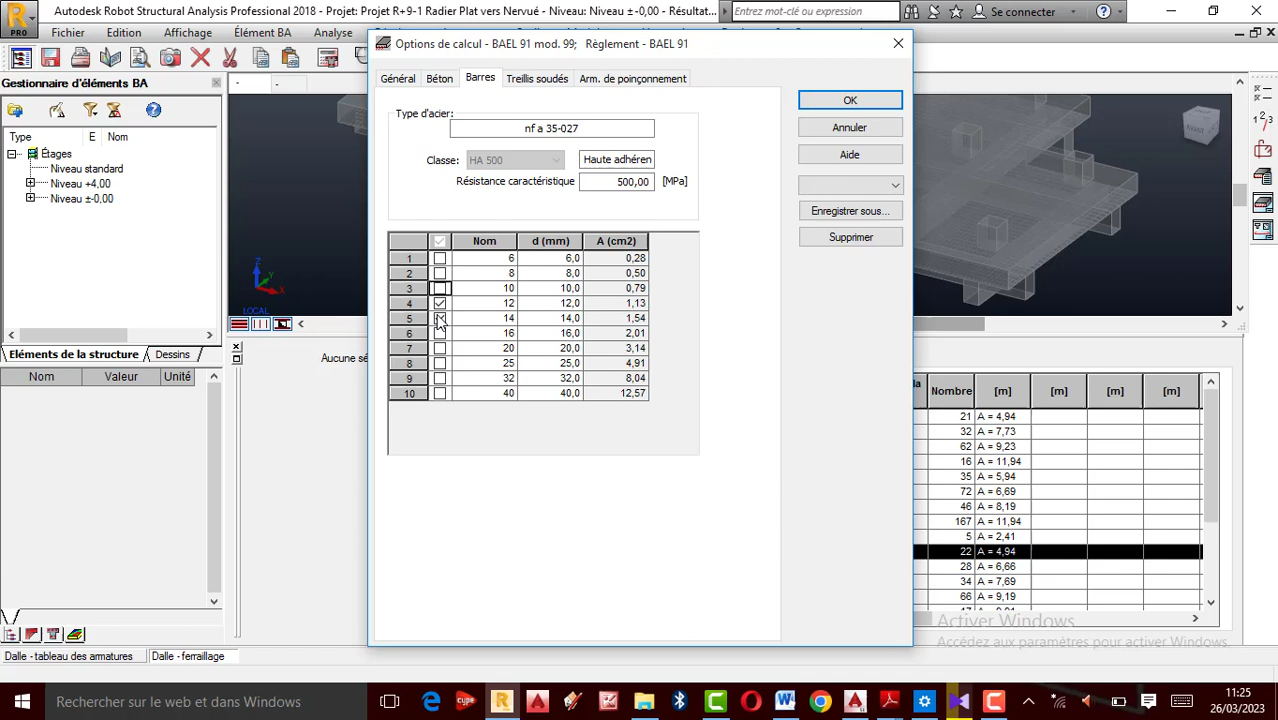 Autodesk Robot Structural Analysis Professional 2018 - Projet: Projet R+9-1 Radier Plat vers Nervué - Niveau: Niveau ±-0,00 - Résultat...
Entrez mot-clé ou expression
Se connecter
PRO
Fichier Edition Affichage Élément BA Analyse
Options de calcul - BAEL 91 mod. 99; Règlement - BAEL 91
Gestionnaire d'éléments BA
Type E Nom
Étages
Niveau standard
Niveau +4,00
Niveau ±-0,00
Z Y X
LOCAL
AVANT
Eléments de la structure Dessins
Nom Valeur Unité
Aucune sé
Général Béton Barres Treillis soudés Arm. de poinçonnement
Type d'acier:
nf a 35-027
Classe: HA 500 Haute adhéren
Résistance caractéristique 500,00 [MPa]
OK
Annuler
Aide
Enregistrer sous...
Supprimer
Nom d (mm) A (cm2)
1 6 6,0 0,28
2 8 8,0 0,50
3 10 10,0 0,79
4 12 12,0 1,13
5 14 14,0 1,54
6 16 16,0 2,01
7 20 20,0 3,14
8 25 25,0 4,91
9 32 32,0 8,04
10 40 40,0 12,57
la Nombre [m] [m] [m] [m]
21 A = 4,94
32 A = 7,73
62 A = 9,23
16 A = 11,94
35 A = 5,94
72 A = 6,69
46 A = 8,19
167 A = 11,94
5 A = 2,41
22 A = 4,94
28 A = 6,66
34 A = 7,69
66 A = 9,19
Activer Windows
Accédez aux paramètres pour activer Windows.
Dalle - tableau des armatures Dalle - ferraillage
Rechercher sur le web et dans Windows
CYPE
11:25
26/03/2023